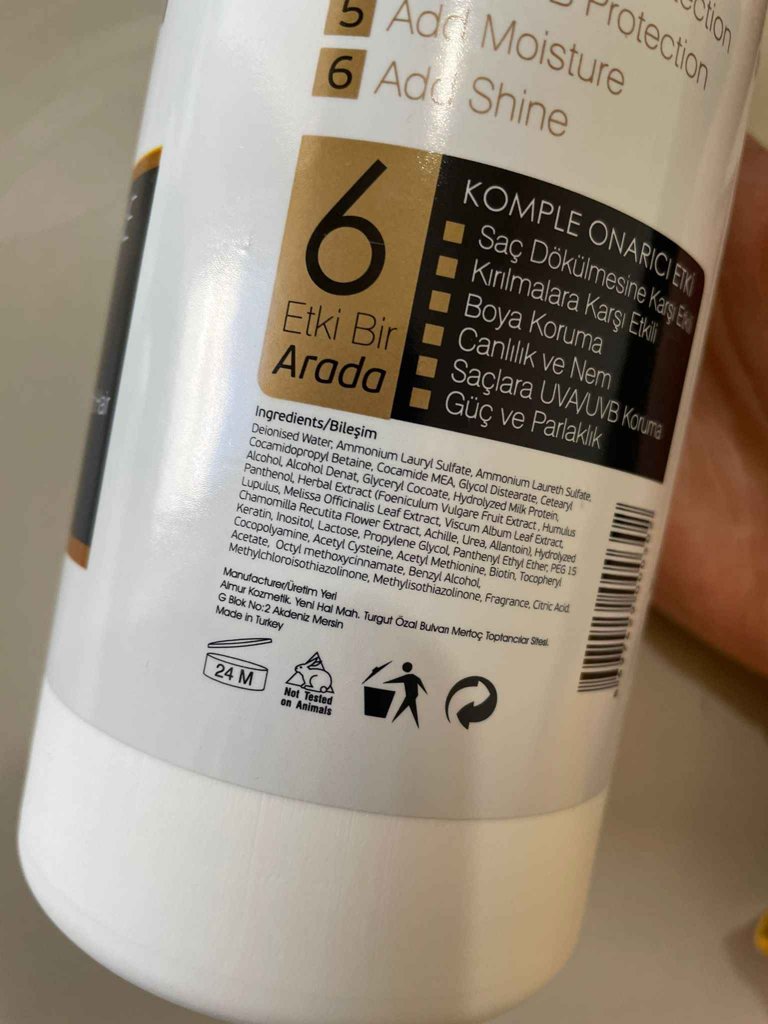 ction
Protection
5 Add Moisture
6 Add Shine
6
Etki Bir
Arada
KOMPLE ONARICI ETKİ
Saç Dökülmesine Karşı Etkili
Kırılmalara Karşı Etkili
Boya Koruma
Canlılık ve Nem
Saçlara UVA/UVB Koruma
Güç ve Parlaklık
Ingredients/Bileşim
Deionised Water, Ammonium Lauryl Sulfate, Ammonium Laureth Sulfate,
Cocamidopropyl Betaine, Cocamide MEA, Glycol Distearate, Cetearyl
Alcohol, Alcohol Denat, Glyceryl Cocoate, Hydrolyzed Milk Protein,
Panthenol, Herbal Extract (Foeniculum Vulgare Fruit Extract, Humulus
Lupulus, Melissa Officinalis Leaf Extract, Viscum Album Leaf Extract,
Chamomilla Recutita Flower Extract, Achille, Urea, Allantoin), Hydrolyzed
Keratin, Inositol, Lactose, Propylene Glycol, Panthenyl Ethyl Ether, PEG 15
Cocopolyamine, Acetyl Cysteine, Acetyl Methionine, Biotin, Tocopheryl
Acetate, Octyl methoxycinnamate, Benzyl Alcohol,
Methylchloroisothiazolinone, Methylisothiazolinone, Fragrance, Citric Acid.
Manufacturer/Üretim Yeri
Almur Kozmetik. Yeni Hal Mah. Turgut Özal Bulvarı Mertoç Toptancılar Sitesi.
G Blok No:2 Akdeniz Mersin
Made in Turkey
24 M
Not Tested
on Animals